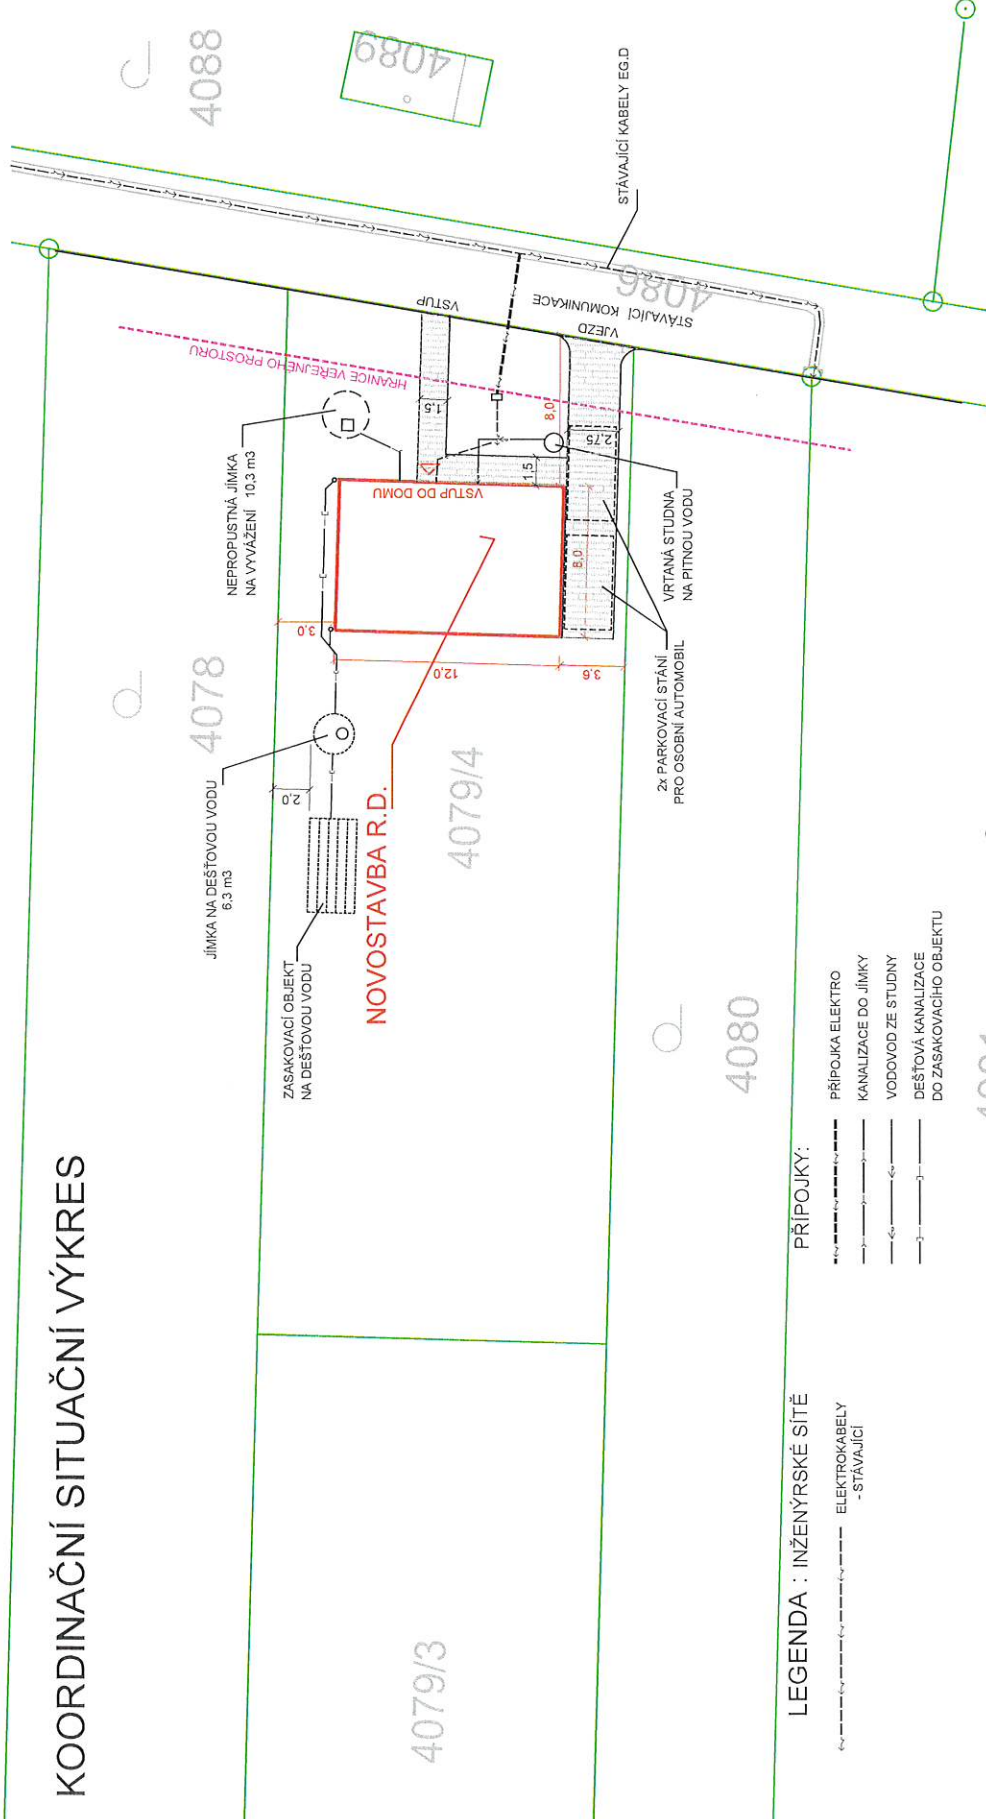 KOORDINAČNÍ SITUAČNÍ VÝKRES
4088
4089
4078
4086
4079/4
4079/3
4080
STÁVAJÍCÍ KABELY EG.D
STÁVAJÍCÍ KOMUNIKACE
VSTUP
VJEZD
HRANICE VEŘEJNÉHO PROSTORU
NEPROPUSTNÁ JÍMKA
NA VYVÁŽENÍ 10,3 m3
1,5
8,0
2,75
1,5
VSTUP DO DOMU
VRTANÁ STUDNA
NA PITNOU VODU
8,0
3,0
12,0
3,6
2x PARKOVACÍ STÁNÍ
PRO OSOBNÍ AUTOMOBIL
JÍMKA NA DEŠŤOVOU VODU
6,3 m3
2,0
ZASAKOVACÍ OBJEKT
NA DEŠŤOVOU VODU
NOVOSTAVBA R.D.
LEGENDA : INŽENÝRSKÉ SÍTĚ
ELEKTROKABELY
- STÁVAJÍCÍ
PŘÍPOJKY:
PŘÍPOJKA ELEKTRO
KANALIZACE DO JÍMKY
VODOVOD ZE STUDNY
DEŠŤOVÁ KANALIZACE
DO ZASAKOVACÍHO OBJEKTU